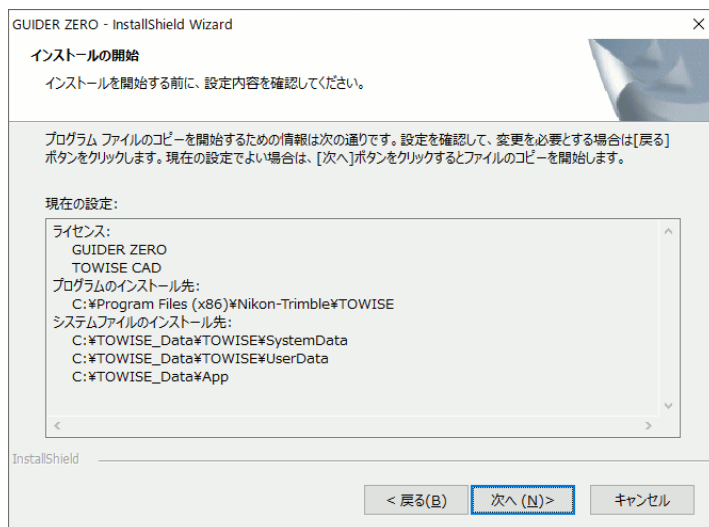 GUIDER ZERO - InstallShield Wizard
インストールの開始
インストールを開始する前に、設定内容を確認してください。
プログラム ファイルのコピーを開始するための情報は次の通りです。設定を確認して、変更を必要とする場合は[戻る]
ボタンをクリックします。現在の設定でよい場合は、[次へ]ボタンをクリックするとファイルのコピーを開始します。
現在の設定:
ライセンス:
GUIDER ZERO
TOWISE CAD
プログラムのインストール先:
C:¥Program Files (x86)¥Nikon-Trimble¥TOWISE
システムファイルのインストール先:
C:¥TOWISE_Data¥TOWISE¥SystemData
C:¥TOWISE_Data¥TOWISE¥UserData
C:¥TOWISE_Data¥App
InstallShield
< 戻る(B)
次へ (N)>
キャンセル